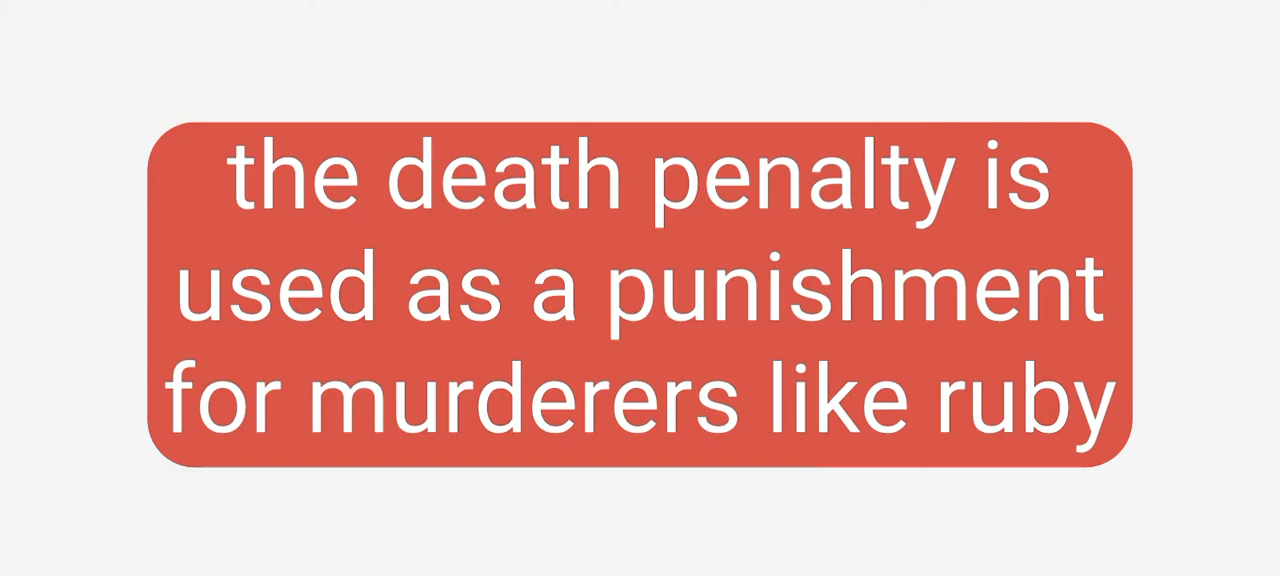 the death penalty is
used as a punishment
for murderers like ruby